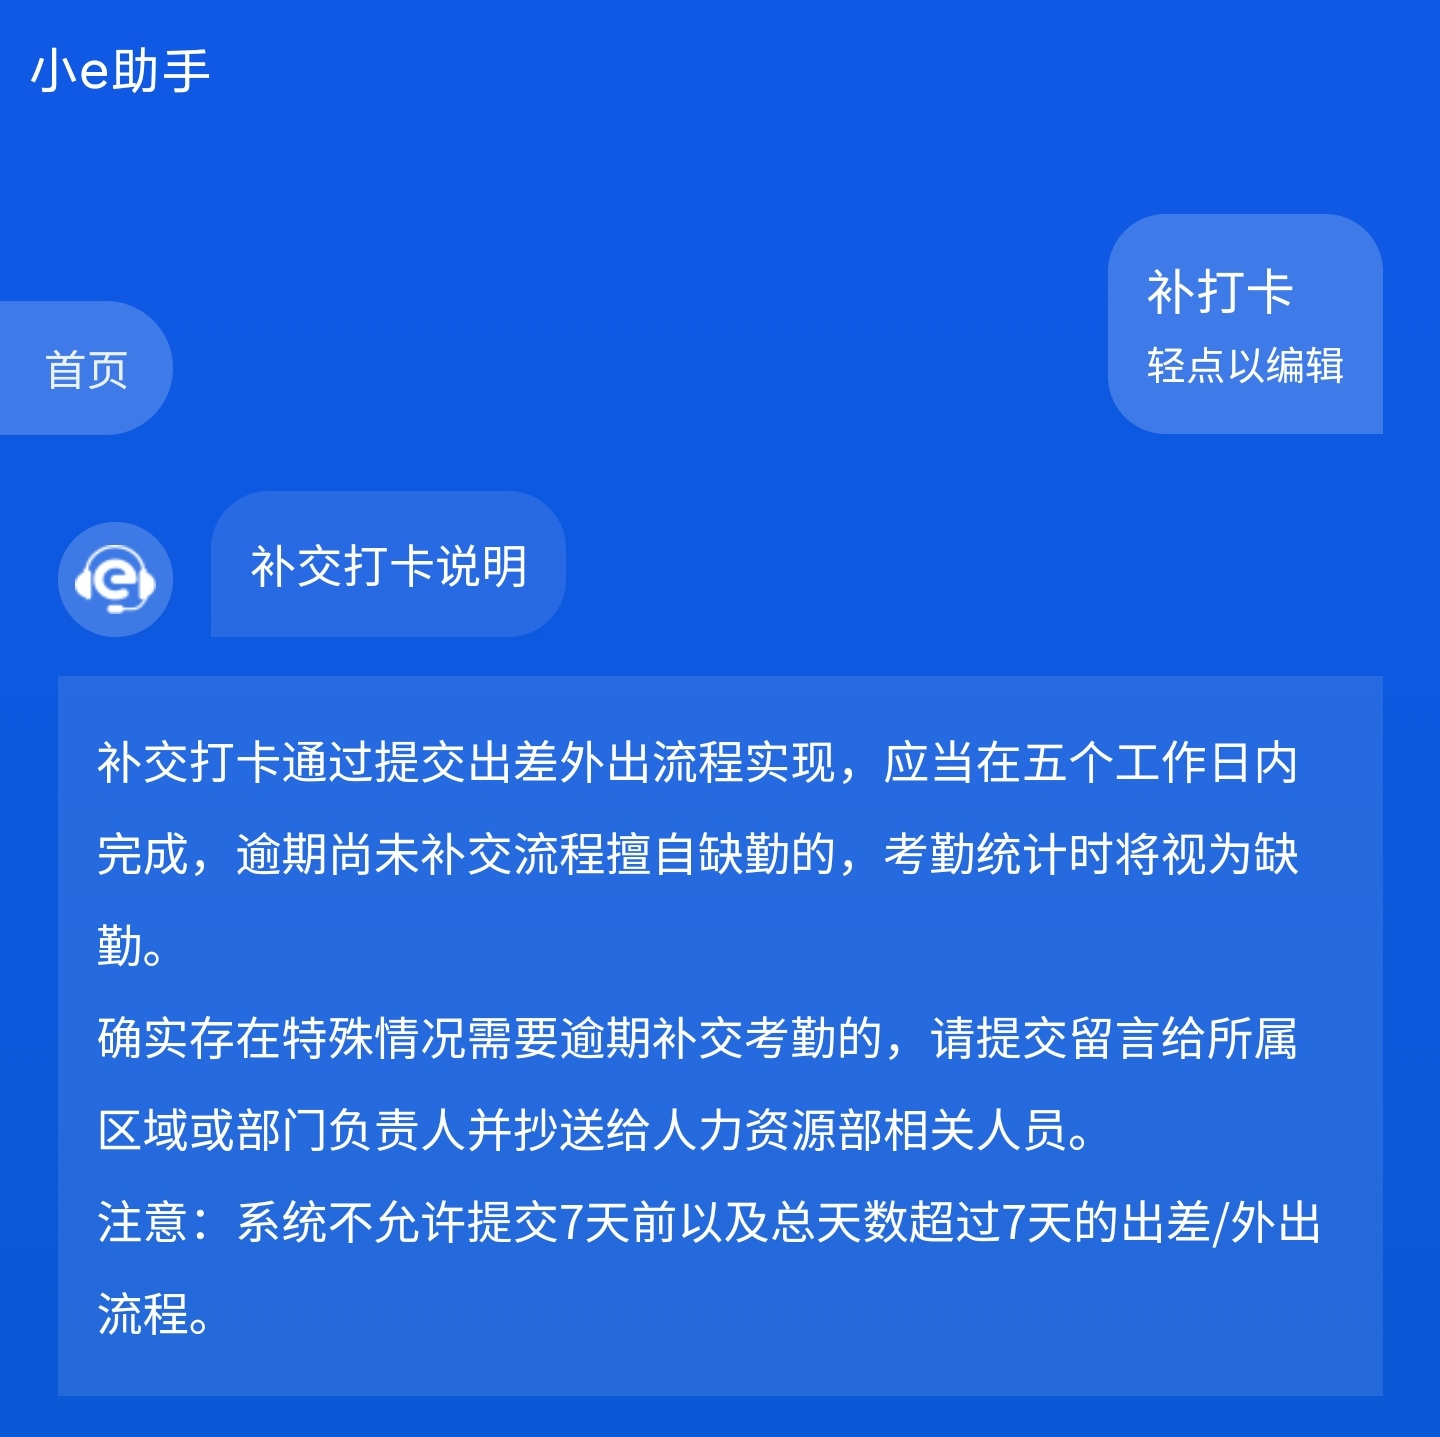 小e助手
补打卡
轻点以编辑
首页
补交打卡说明
补交打卡通过提交出差外出流程实现，应当在五个工作日内
完成，逾期尚未补交流程擅自缺勤的，考勤统计时将视为缺
勤。
确实存在特殊情况需要逾期补交考勤的，请提交留言给所属
区域或部门负责人并抄送给人力资源部相关人员。
注意：系统不允许提交7天前以及总天数超过7天的出差/外出
流程。